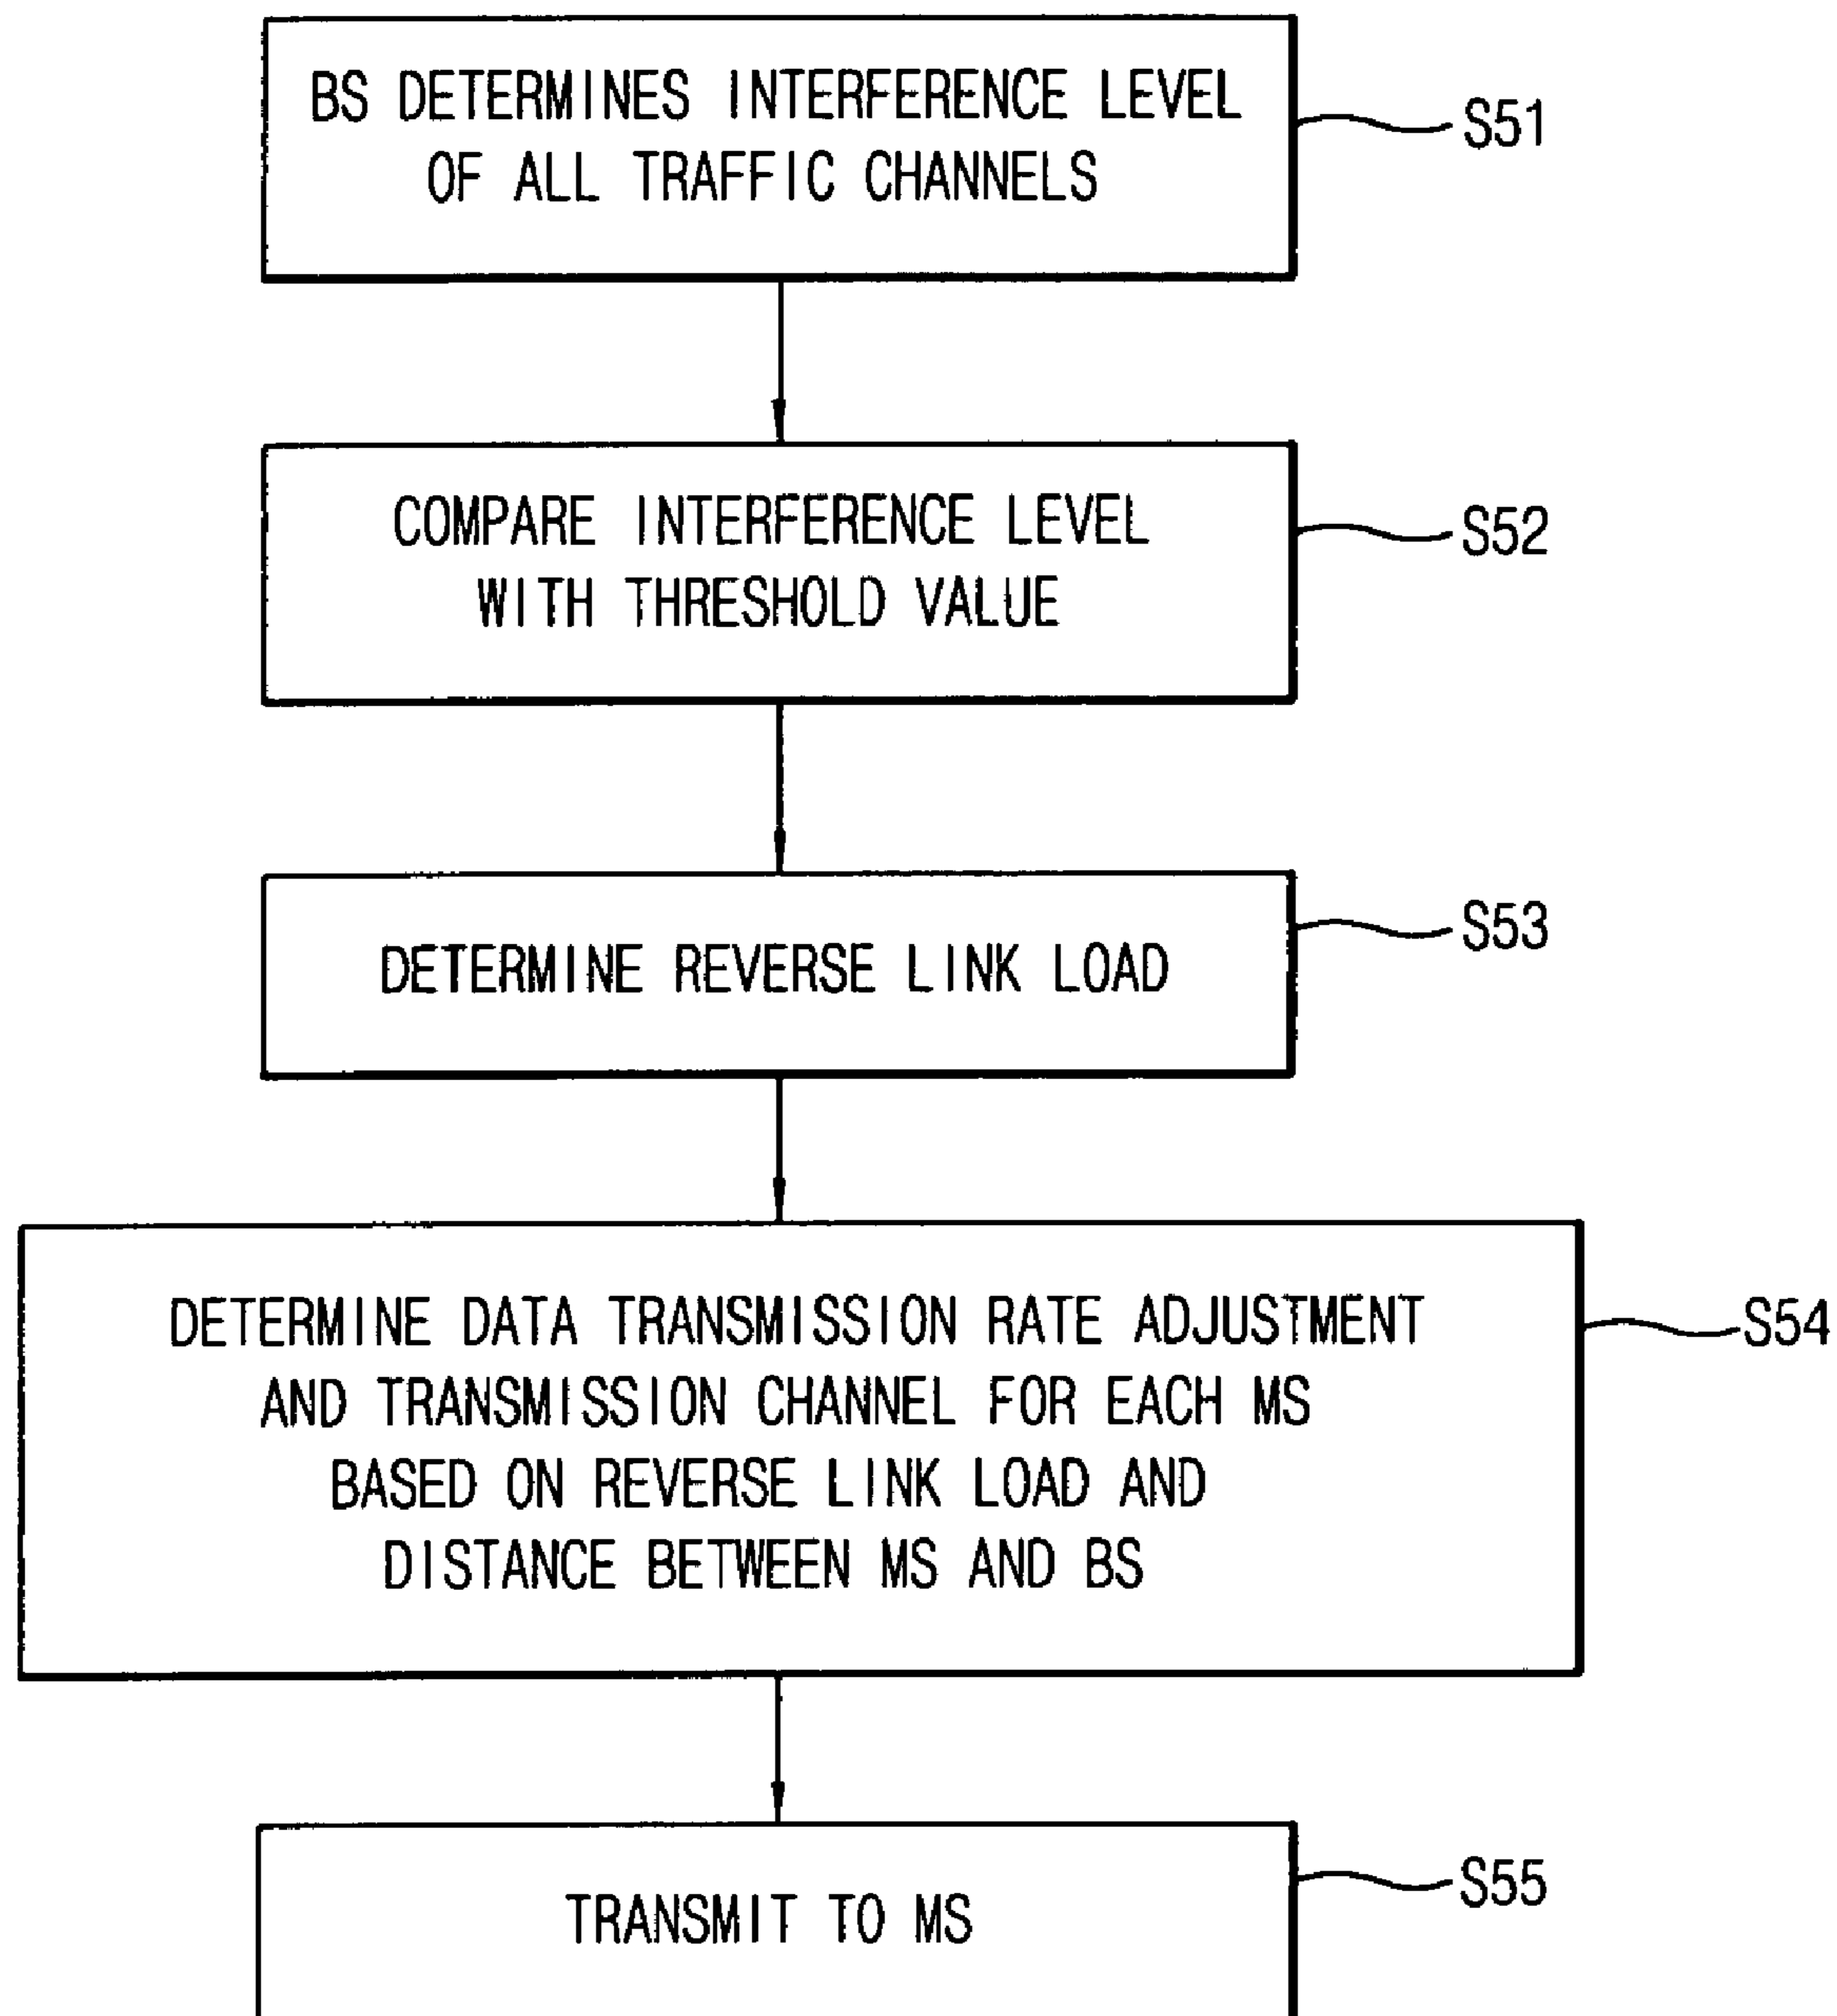 BS DETERMINES INTERFERENCE LEVEL
OF ALL TRAFFIC CHANNELS
S51
COMPARE INTERFERENCE LEVEL
WITH THRESHOLD VALUE
S52
DETERMINE REVERSE LINK LOAD
S53
DETERMINE DATA TRANSMISSION RATE ADJUSTMENT
AND TRANSMISSION CHANNEL FOR EACH MS
BASED ON REVERSE LINK LOAD AND
DISTANCE BETWEEN MS AND BS
S54
TRANSMIT TO MS
S55